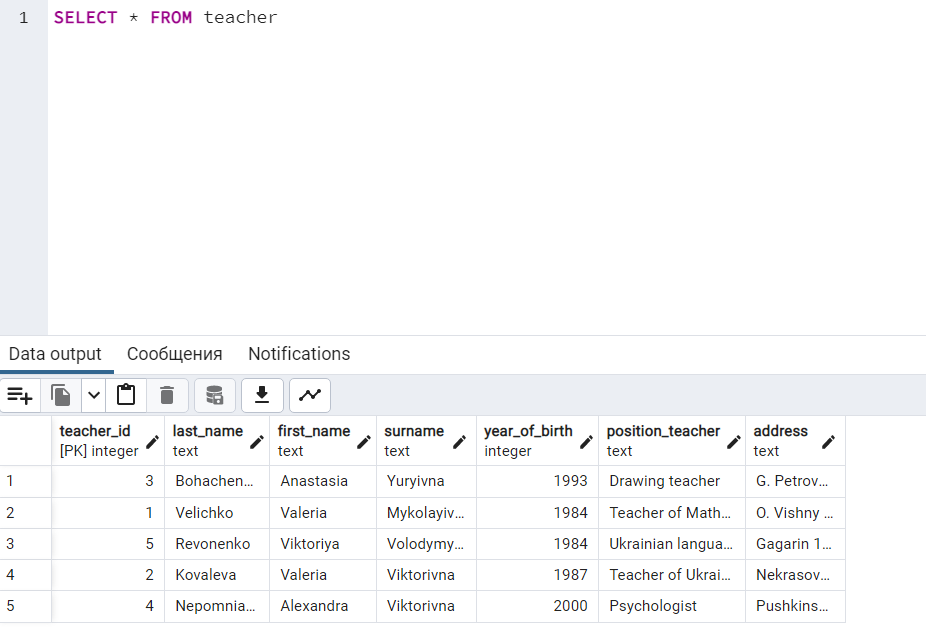 1 SELECT * FROM teacher
Data output Сообщения Notifications
teacher_id last_name first_name surname year_of_birth position_teacher address
[PK] integer text text text integer text text
1 3 Bohachen... Anastasia Yuryivna 1993 Drawing teacher G. Petrov...
2 1 Velichko Valeria Mykolayiv... 1984 Teacher of Math... O. Vishny ...
3 5 Revonenko Viktoriya Volodymy... 1984 Ukrainian langua... Gagarin 1...
4 2 Kovaleva Valeria Viktorivna 1987 Teacher of Ukrai... Nekrasov...
5 4 Nepomnia... Alexandra Viktorivna 2000 Psychologist Pushkins...